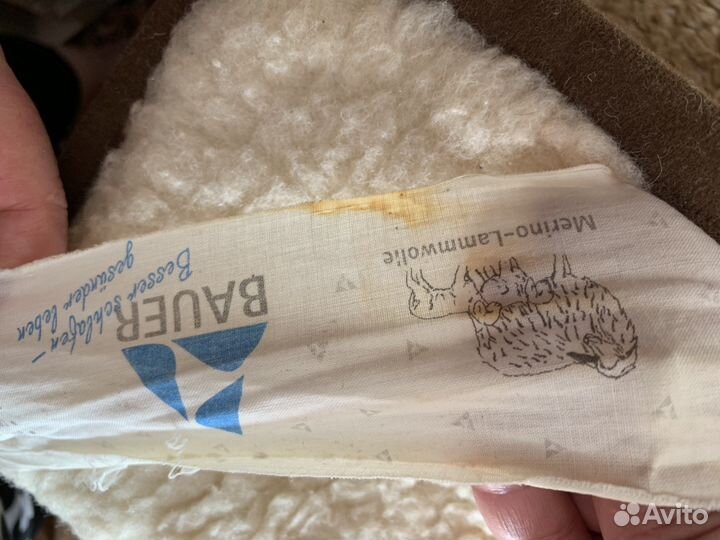 BAUER
Besser schlafen –
gesünder leben
Merino-Lammwolle
Avito